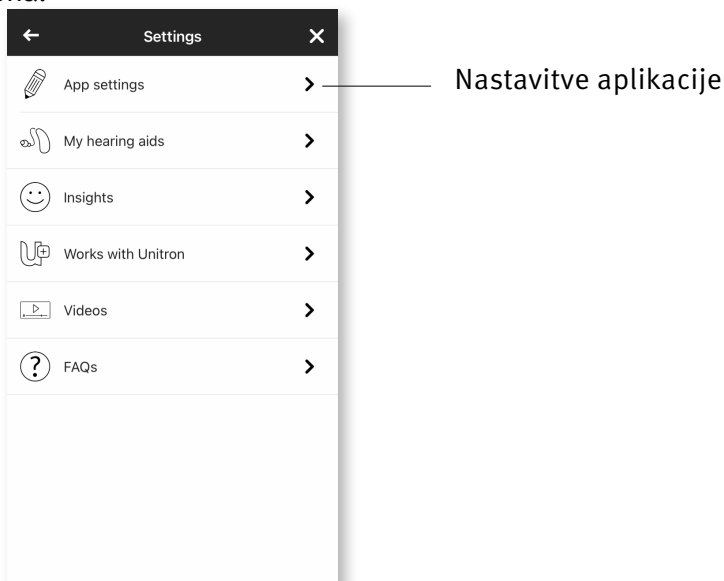 Settings
App settings
Nastavitve aplikacije
My hearing aids
Insights
Works with Unitron
Videos
FAQs